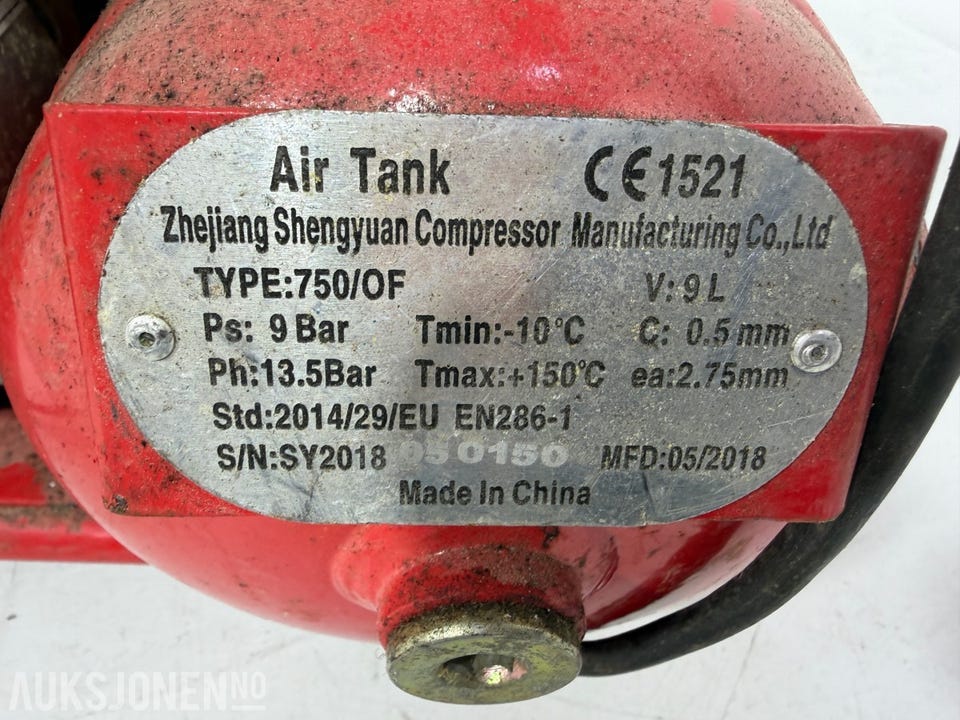 Air Tank CE1521
Zhejiang Shengyuan Compressor Manufacturing Co.,Ltd
TYPE:750/OF V: 9 L
Ps: 9 Bar Tmin:-10°C C: 0.5 mm
Ph:13.5Bar Tmax:+150°C ea:2.75mm
Std:2014/29/EU EN286-1
S/N:SY2018 050150 MFD:05/2018
Made In China
AUKSJONEN.NO